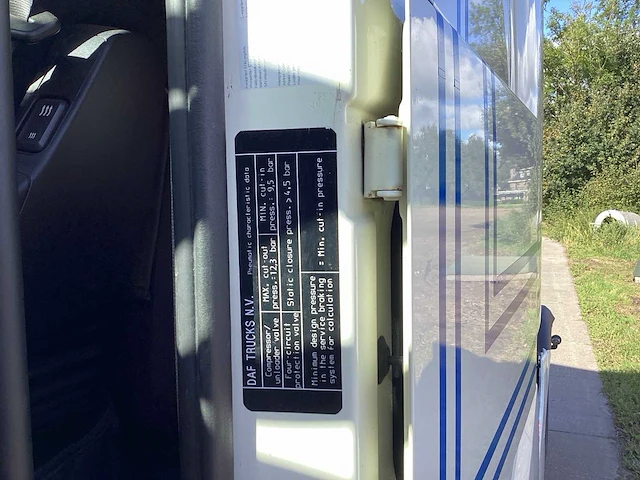 DAF TRUCKS N.V. Pneumatic characteristic data
Compressor/ MAX. cut-out MIN. cut-in
unloader valve press.: 12,3 bar press.: 9,5 bar
Four-circuit
protection valve Static closure press. > 4,5 bar
Minimum design pressure
in the service braking = Min. cut-in pressure
system for calculation